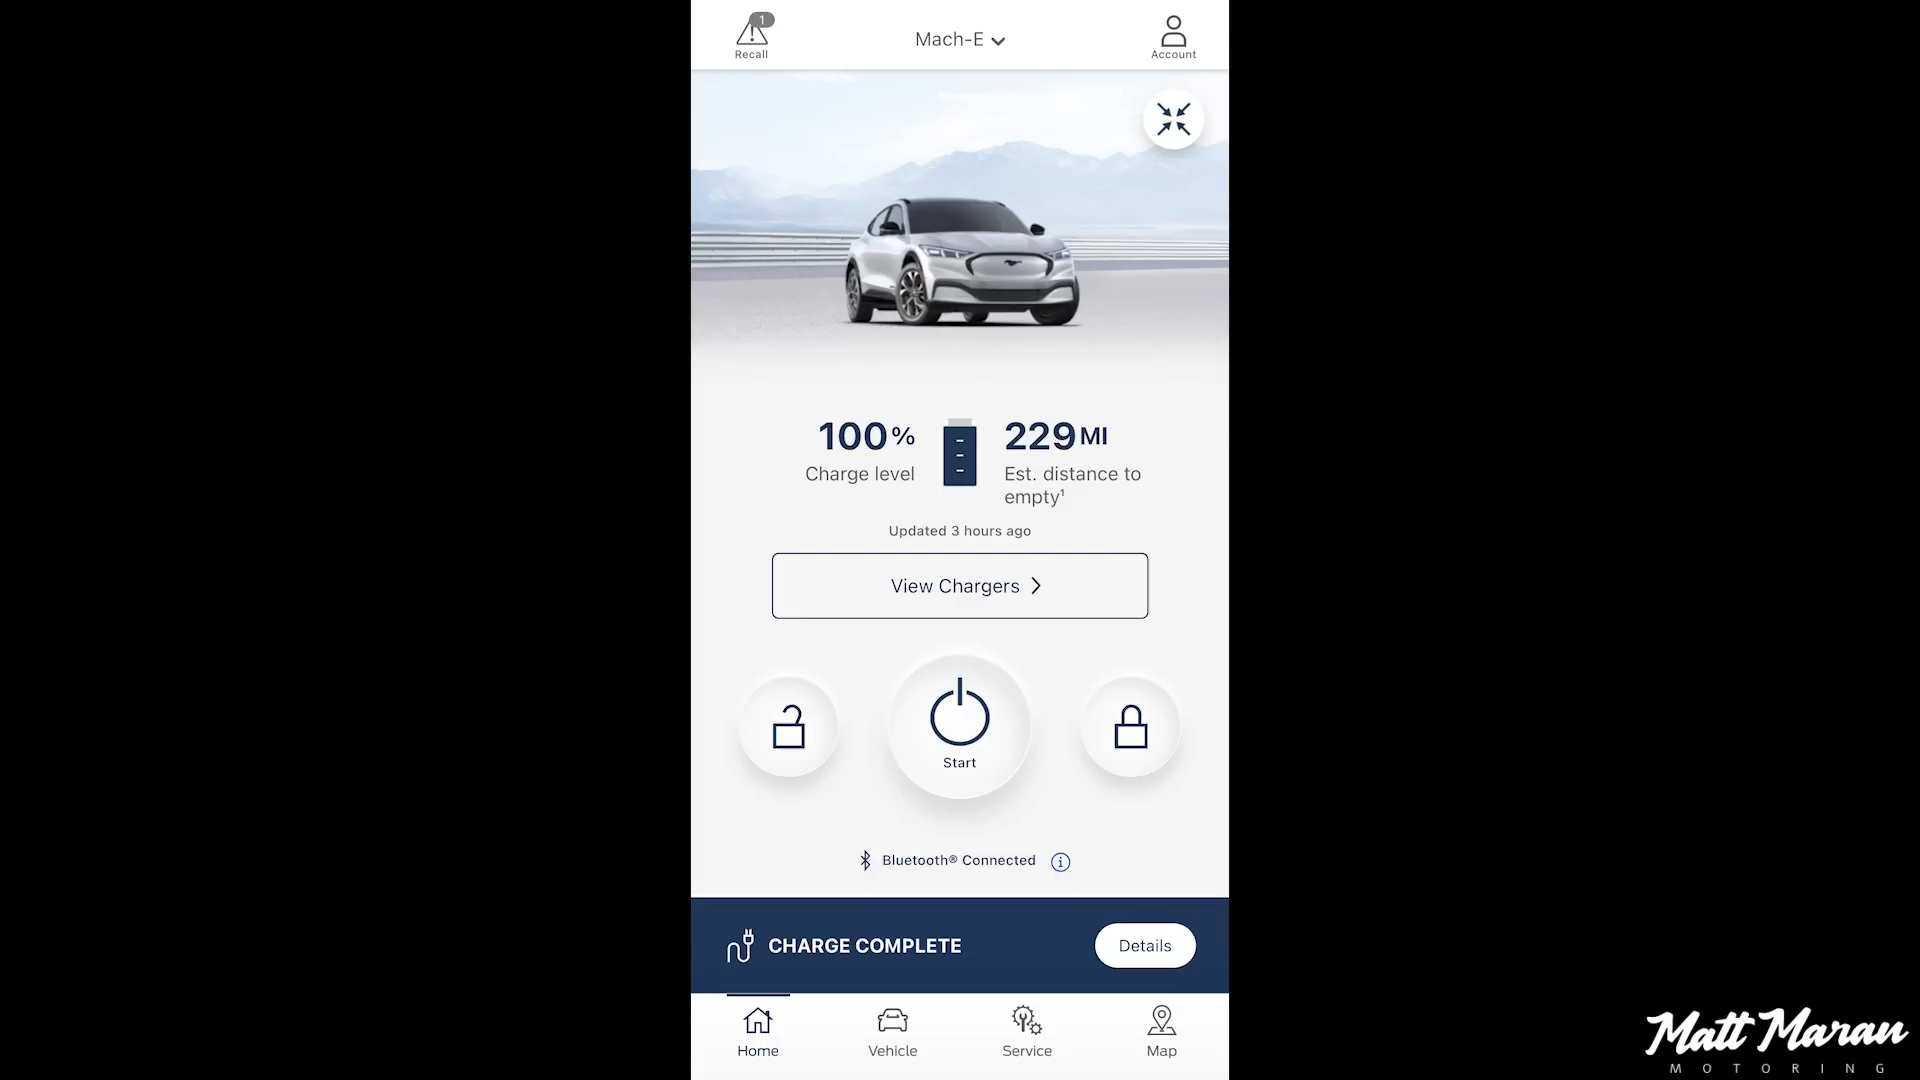 1
Recall
Mach-E
Account
100%
Charge level
229 MI
Est. distance to
empty¹
Updated 3 hours ago
View Chargers
Start
Bluetooth® Connected
CHARGE COMPLETE
Details
Home
Vehicle
Service
Map
Matt Maran
MOTORING